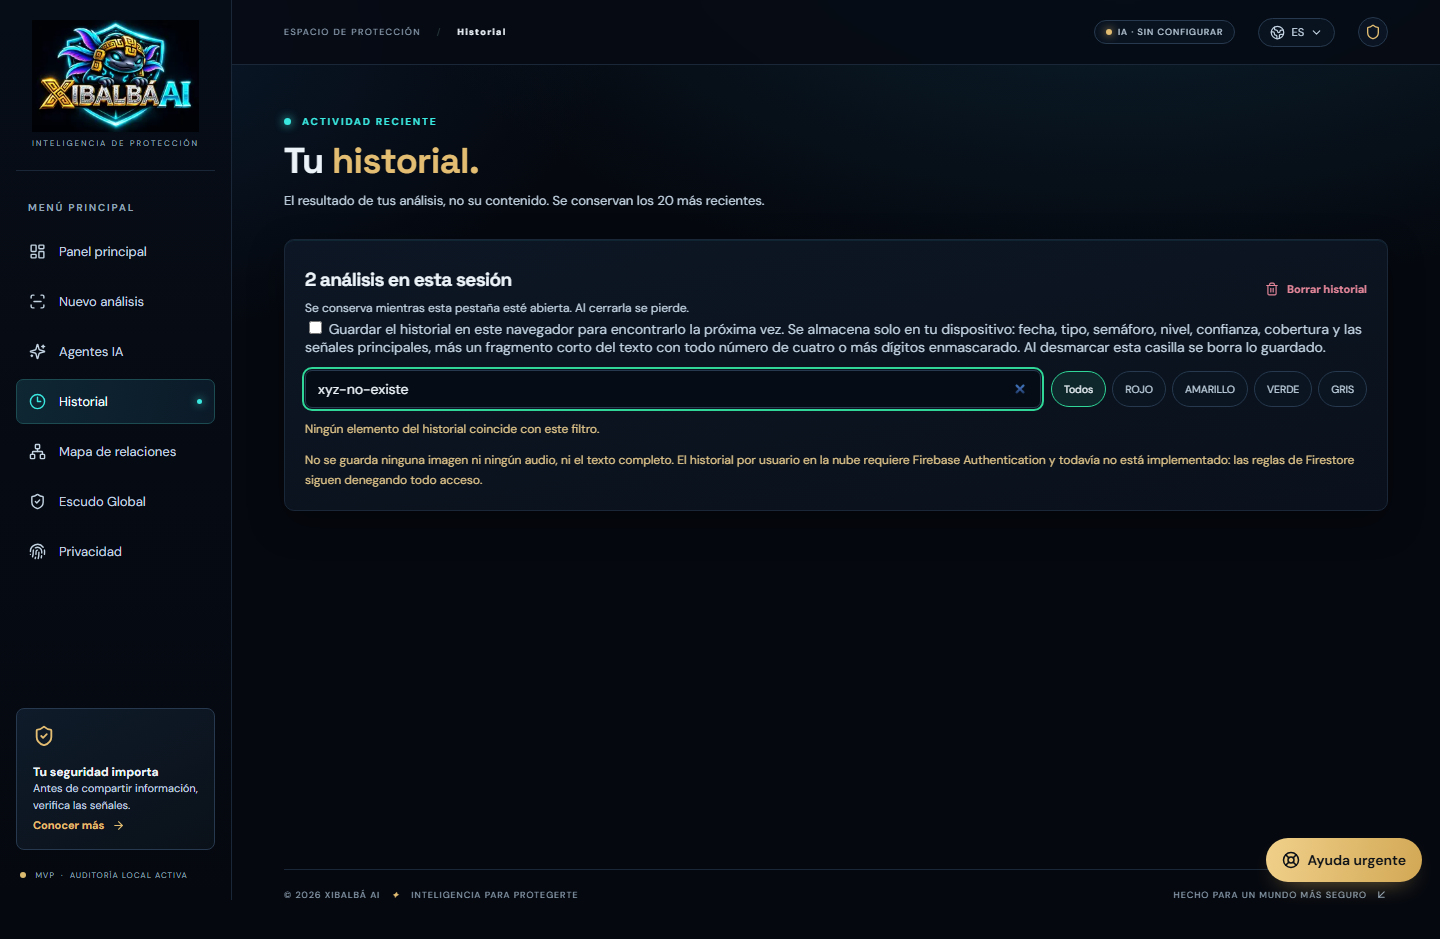 XIBALBÁ AI
INTELIGENCIA DE PROTECCIÓN
MENÚ PRINCIPAL
Panel principal
Nuevo análisis
Agentes IA
Historial
Mapa de relaciones
Escudo Global
Privacidad
Tu seguridad importa
Antes de compartir información,
verifica las señales.
Conocer más
MVP · AUDITORÍA LOCAL ACTIVA
ESPACIO DE PROTECCIÓN / Historial
IA · SIN CONFIGURAR
ES
ACTIVIDAD RECIENTE
Tu historial.
El resultado de tus análisis, no su contenido. Se conservan los 20 más recientes.
2 análisis en esta sesión
Borrar historial
Se conserva mientras esta pestaña esté abierta. Al cerrarla se pierde.
Guardar el historial en este navegador para encontrarlo la próxima vez. Se almacena solo en tu dispositivo: fecha, tipo, semáforo, nivel, confianza, cobertura y las
señales principales, más un fragmento corto del texto con todo número de cuatro o más dígitos enmascarado. Al desmarcar esta casilla se borra lo guardado.
xyz-no-existe
Todos
ROJO
AMARILLO
VERDE
GRIS
Ningún elemento del historial coincide con este filtro.
No se guarda ninguna imagen ni ningún audio, ni el texto completo. El historial por usuario en la nube requiere Firebase Authentication y todavía no está implementado: las reglas de Firestore
siguen denegando todo acceso.
Ayuda urgente
© 2026 XIBALBÁ AI
INTELIGENCIA PARA PROTEGERTE
HECHO PARA UN MUNDO MÁS SEGURO